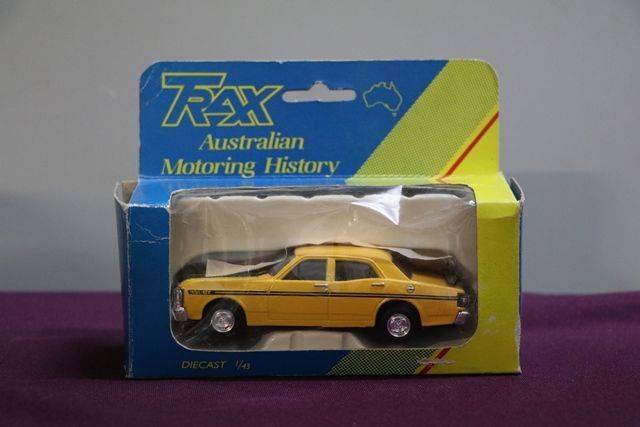 TRAX
Australian
Motoring History
DIECAST 1/43